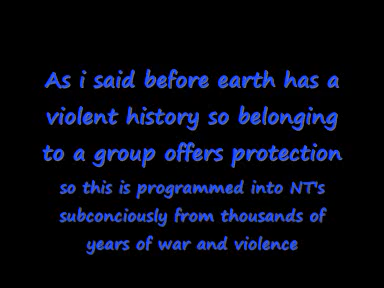 As i said before earth has a
violent history so belonging
to a group offers protection
so this is programmed into NT's
subconciously from thousands of
years of war and violence